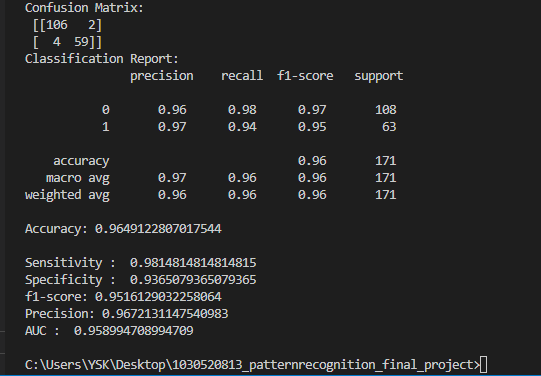 Confusion Matrix:
[[106 2]
[ 4 59]]
Classification Report:
precision recall f1-score support
0 0.96 0.98 0.97 108
1 0.97 0.94 0.95 63
accuracy 0.96 171
macro avg 0.97 0.96 0.96 171
weighted avg 0.96 0.96 0.96 171
Accuracy: 0.9649122807017544
Sensitivity : 0.9814814814814815
Specificity : 0.9365079365079365
f1-score: 0.9516129032258064
Precision: 0.9672131147540983
AUC : 0.958994708994709
C:\Users\YSK\Desktop\1030520813_patternrecognition_final_project>